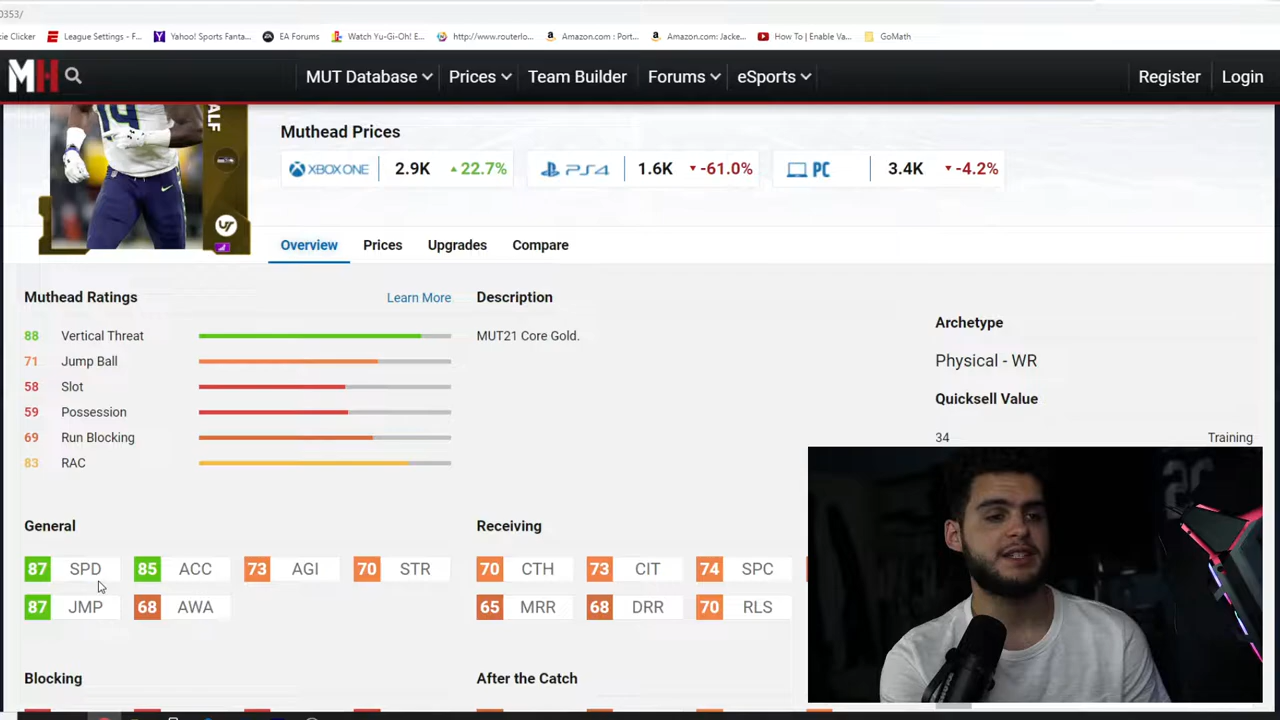 0353/
kie Clicker
League Settings - F...
Yahoo! Sports Fanta...
EA Forums
Watch Yu-Gi-Oh! E...
http://www.routerlo...
Amazon.com : Port...
Amazon.com: Jacke...
How To | Enable Va...
GoMath
MH
MUT Database
Prices
Team Builder
Forums
eSports
Register
Login
ALF
UT
Muthead Prices
XBOX ONE 2.9K 22.7%
PS4 1.6K -61.0%
PC 3.4K -4.2%
Overview Prices Upgrades Compare
Muthead Ratings Learn More
88 Vertical Threat
71 Jump Ball
58 Slot
59 Possession
69 Run Blocking
83 RAC
Description
MUT21 Core Gold.
Archetype
Physical - WR
Quicksell Value
34 Training
General
87 SPD 85 ACC 73 AGI 70 STR
87 JMP 68 AWA
Receiving
70 CTH 73 CIT 74 SPC
65 MRR 68 DRR 70 RLS
Blocking
After the Catch